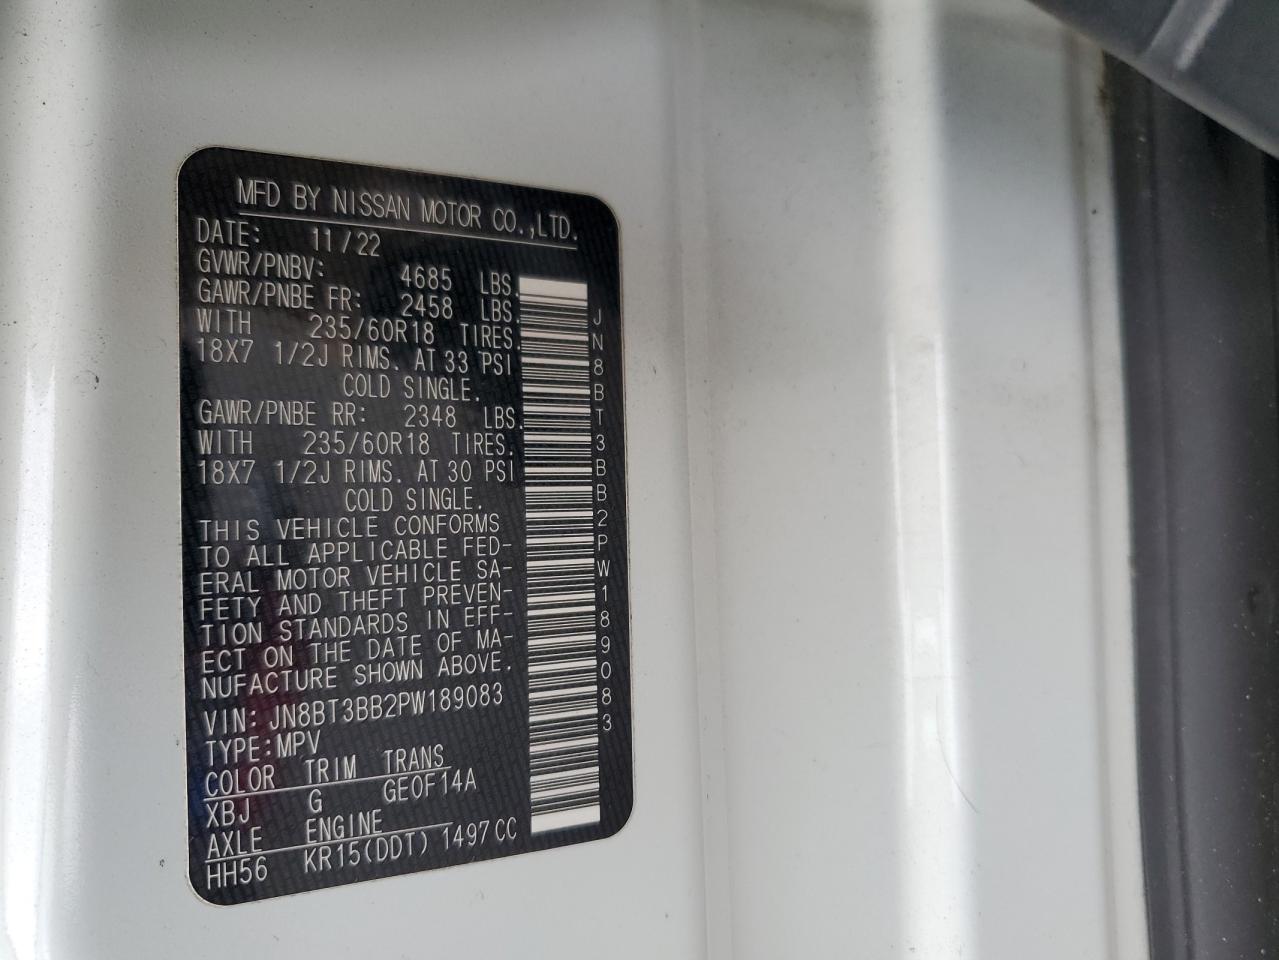 MFD BY NISSAN MOTOR CO.,LTD.
DATE: 11/22
GVWR/PNBV: 4685 LBS.
GAWR/PNBE FR: 2458 LBS.
WITH 235/60R18 TIRES.
18X7 1/2J RIMS. AT 33 PSI
COLD SINGLE.
GAWR/PNBE RR: 2348 LBS.
WITH 235/60R18 TIRES.
18X7 1/2J RIMS. AT 30 PSI
COLD SINGLE.
THIS VEHICLE CONFORMS
TO ALL APPLICABLE FED-
ERAL MOTOR VEHICLE SA-
FETY AND THEFT PREVEN-
TION STANDARDS IN EFF-
ECT ON THE DATE OF MA-
NUFACTURE SHOWN ABOVE.
VIN: JN8BT3BB2PW189083
TYPE:MPV
COLOR TRIM TRANS
XBJ G GE0F14A
AXLE ENGINE
HH56 KR15(DDT) 1497CC
JN8BT3BB2PW189083